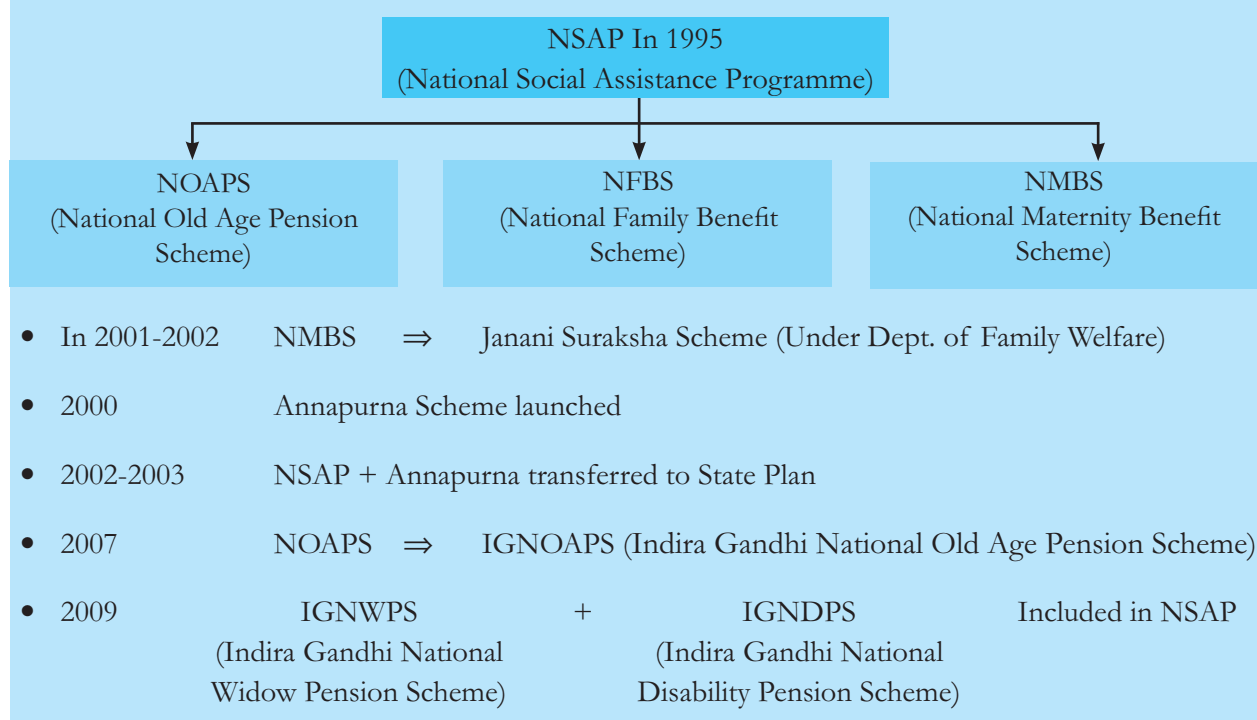 NSAP In 1995
(National Social Assistance Programme)
NOAPS
(National Old Age Pension
Scheme)
NFBS
(National Family Benefit
Scheme)
NMBS
(National Maternity Benefit
Scheme)
• In 2001-2002 NMBS ⇒ Janani Suraksha Scheme (Under Dept. of Family Welfare)
• 2000 Annapurna Scheme launched
• 2002-2003 NSAP + Annapurna transferred to State Plan
• 2007 NOAPS ⇒ IGNOAPS (Indira Gandhi National Old Age Pension Scheme)
• 2009 IGNWPS + IGNDPS Included in NSAP
(Indira Gandhi National (Indira Gandhi National
Widow Pension Scheme) Disability Pension Scheme)